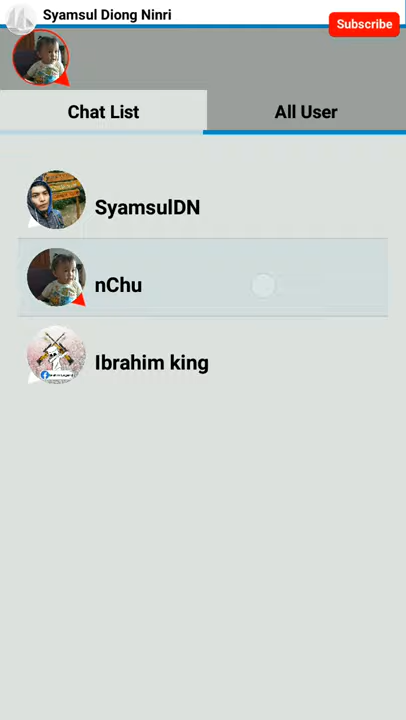 Syamsul Diong Ninri
Subscribe
Chat List
All User
SyamsulDN
nChu
Ibrahim king